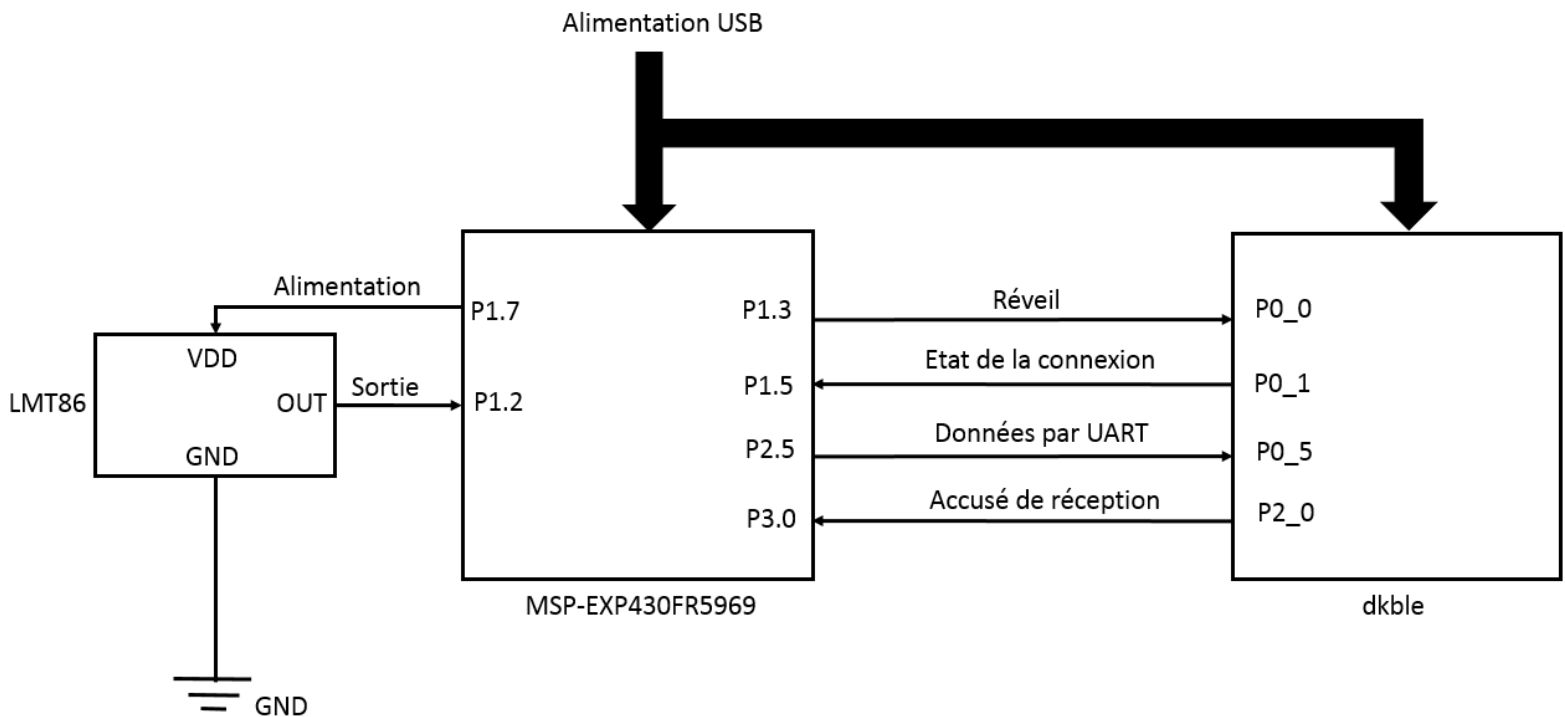 Alimentation USB
Alimentation
P1.7
VDD
LMT86
OUT
Sortie
P1.2
GND
GND
P1.3
Réveil
P0_0
P1.5
Etat de la connexion
P0_1
P2.5
Données par UART
P0_5
P3.0
Accusé de réception
P2_0
MSP-EXP430FR5969
dkble